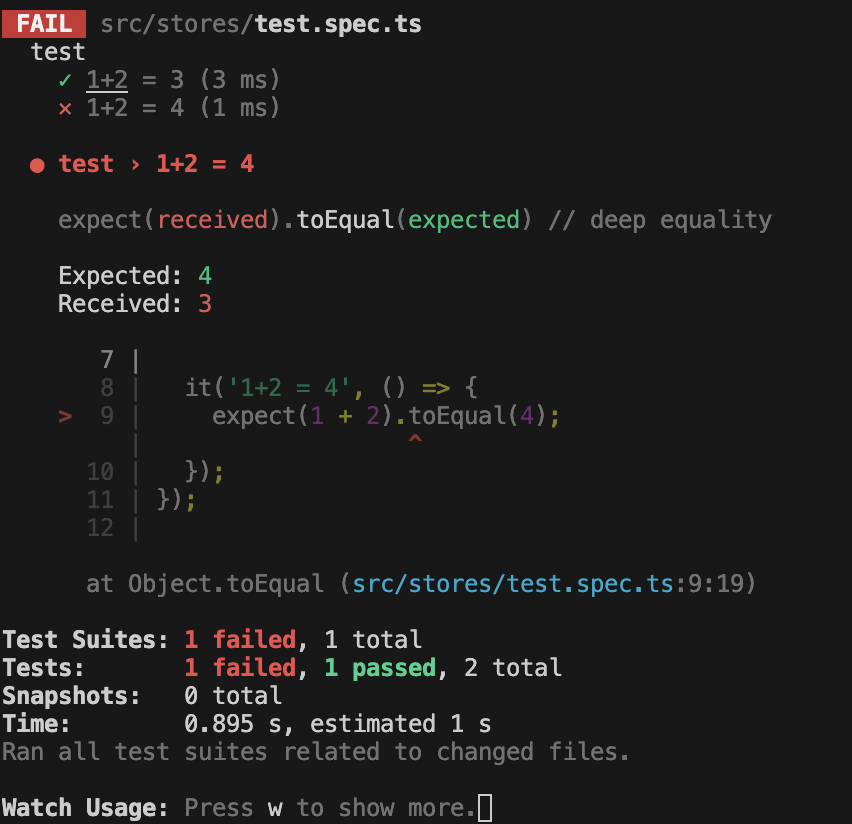 FAIL src/stores/test.spec.ts
test
✓ 1+2 = 3 (3 ms)
✕ 1+2 = 4 (1 ms)
● test › 1+2 = 4
expect(received).toEqual(expected) // deep equality
Expected: 4
Received: 3
7 |
8 | it('1+2 = 4', () => {
> 9 | expect(1 + 2).toEqual(4);
| ^
10 | });
11 | });
12 |
at Object.toEqual (src/stores/test.spec.ts:9:19)
Test Suites: 1 failed, 1 total
Tests: 1 failed, 1 passed, 2 total
Snapshots: 0 total
Time: 0.895 s, estimated 1 s
Ran all test suites related to changed files.
Watch Usage: Press w to show more.